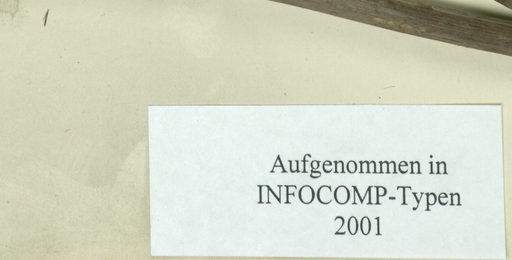 Aufgenommen in
INFOCOMP-Typen
2001